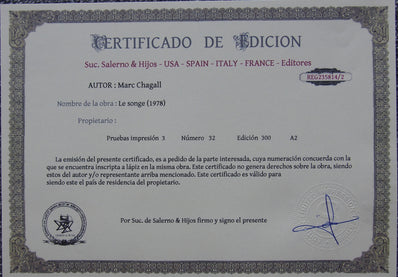 CERTIFICADO DE EDICION
Suc. Salerno & Hijos - USA - SPAIN - ITALY - FRANCE - Editores
REG235814/2
AUTOR : Marc Chagall
Nombre de la obra : Le songe (1978)
Propietario :
Pruebas impresión 3 Número 32 Edición 300 A2
La emisión del presente certificado, es a pedido de la parte interesada, cuya numeración concuerda con la
que se encuentra inscripta a lápiz en la misma obra. Este certificado no genera derechos sobre la obra, siendo
estos del autor y/o representante arriba mencionado. Este certificado es válido para
siendo este el país de residencia del propietario.
Por Suc. de Salerno & Hijos firmo y signo el presente